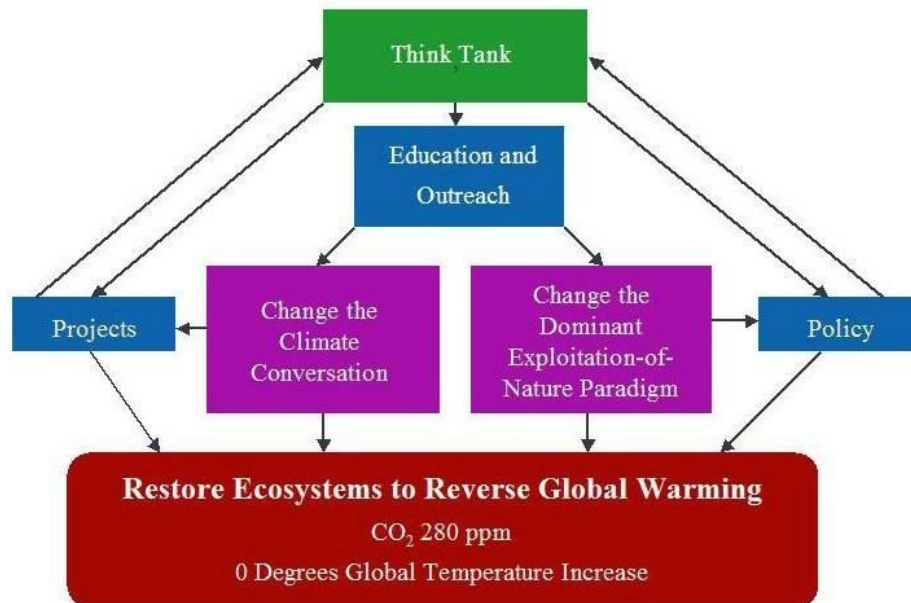 Think Tank
Education and
Outreach
Projects
Change the
Climate
Conversation
Change the
Dominant
Exploitation-of-
Nature Paradigm
Policy
Restore Ecosystems to Reverse Global Warming
CO₂ 280 ppm
0 Degrees Global Temperature Increase